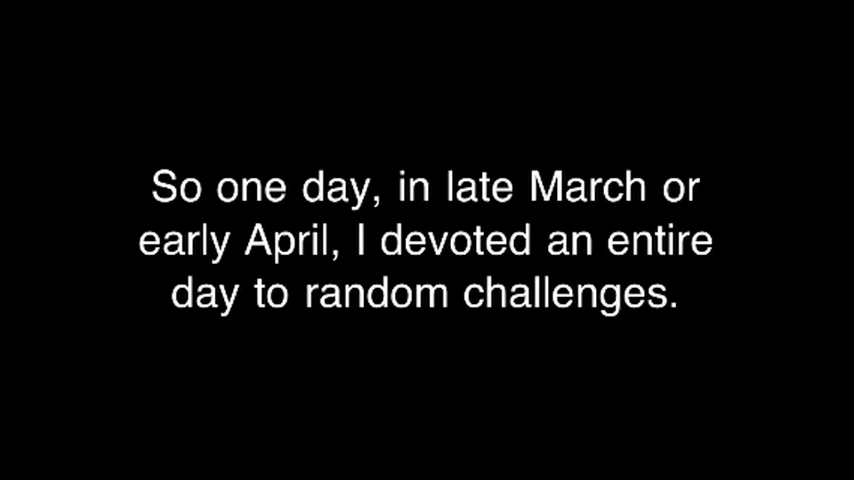 So one day, in late March or
early April, I devoted an entire
day to random challenges.